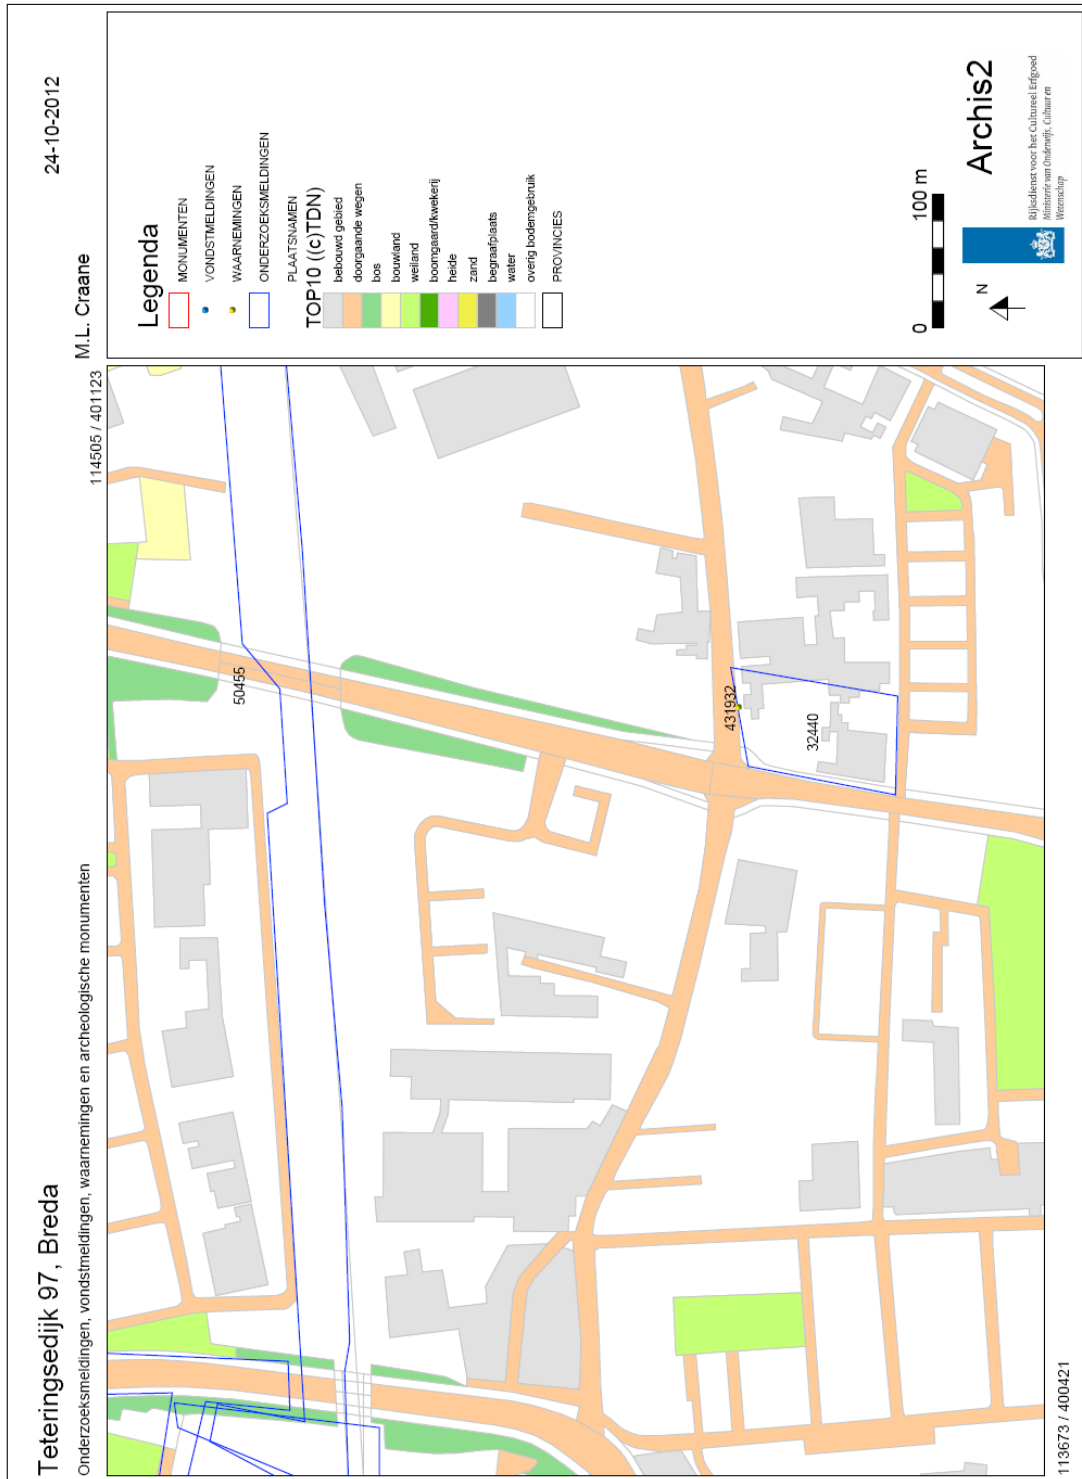 Teteringsedijk 97, Breda
Onderzoeksmeldingen, vondstmeldingen, waarnemingen en archeologische monumenten
M.L. Craane
24-10-2012
114505 / 401123
113673 / 400421
50455
431932
32440
Legenda
MONUMENTEN
VONDSTMELDINGEN
WAARNEMINGEN
ONDERZOEKSMELDINGEN
PLAATSNAMEN
TOP10 ((c)TDN)
bebouwd gebied
doorgaande wegen
bos
bouwland
weiland
boomgaard/kwekerij
heide
zand
begraafplaats
water
overig bodemgebruik
PROVINCIES
0 100 m
N
Archis2
Rijksdienst voor het Cultureel Erfgoed
Ministerie van Onderwijs, Cultuur en
Wetenschap